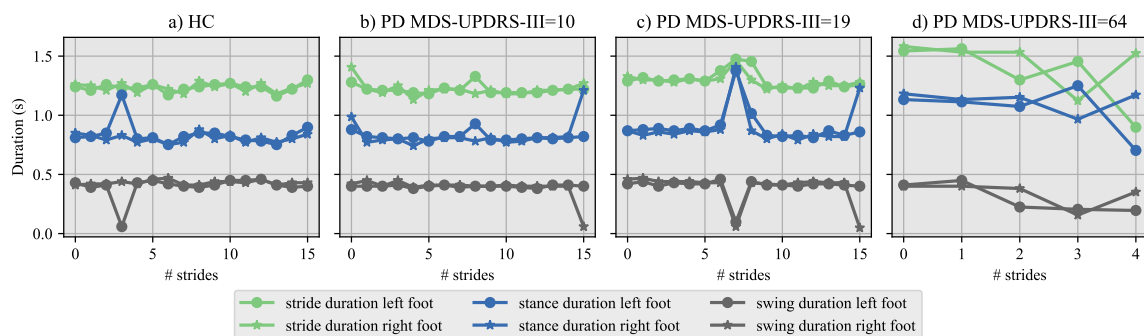 a) HC
b) PD MDS-UPDRS-III=10
c) PD MDS-UPDRS-III=19
d) PD MDS-UPDRS-III=64
Duration (s)
1.5
1.0
0.5
0.0
0 5 10 15
0 5 10 15
0 5 10 15
0 1 2 3 4
# strides
# strides
# strides
# strides
stride duration left foot
stride duration right foot
stance duration left foot
stance duration right foot
swing duration left foot
swing duration right foot